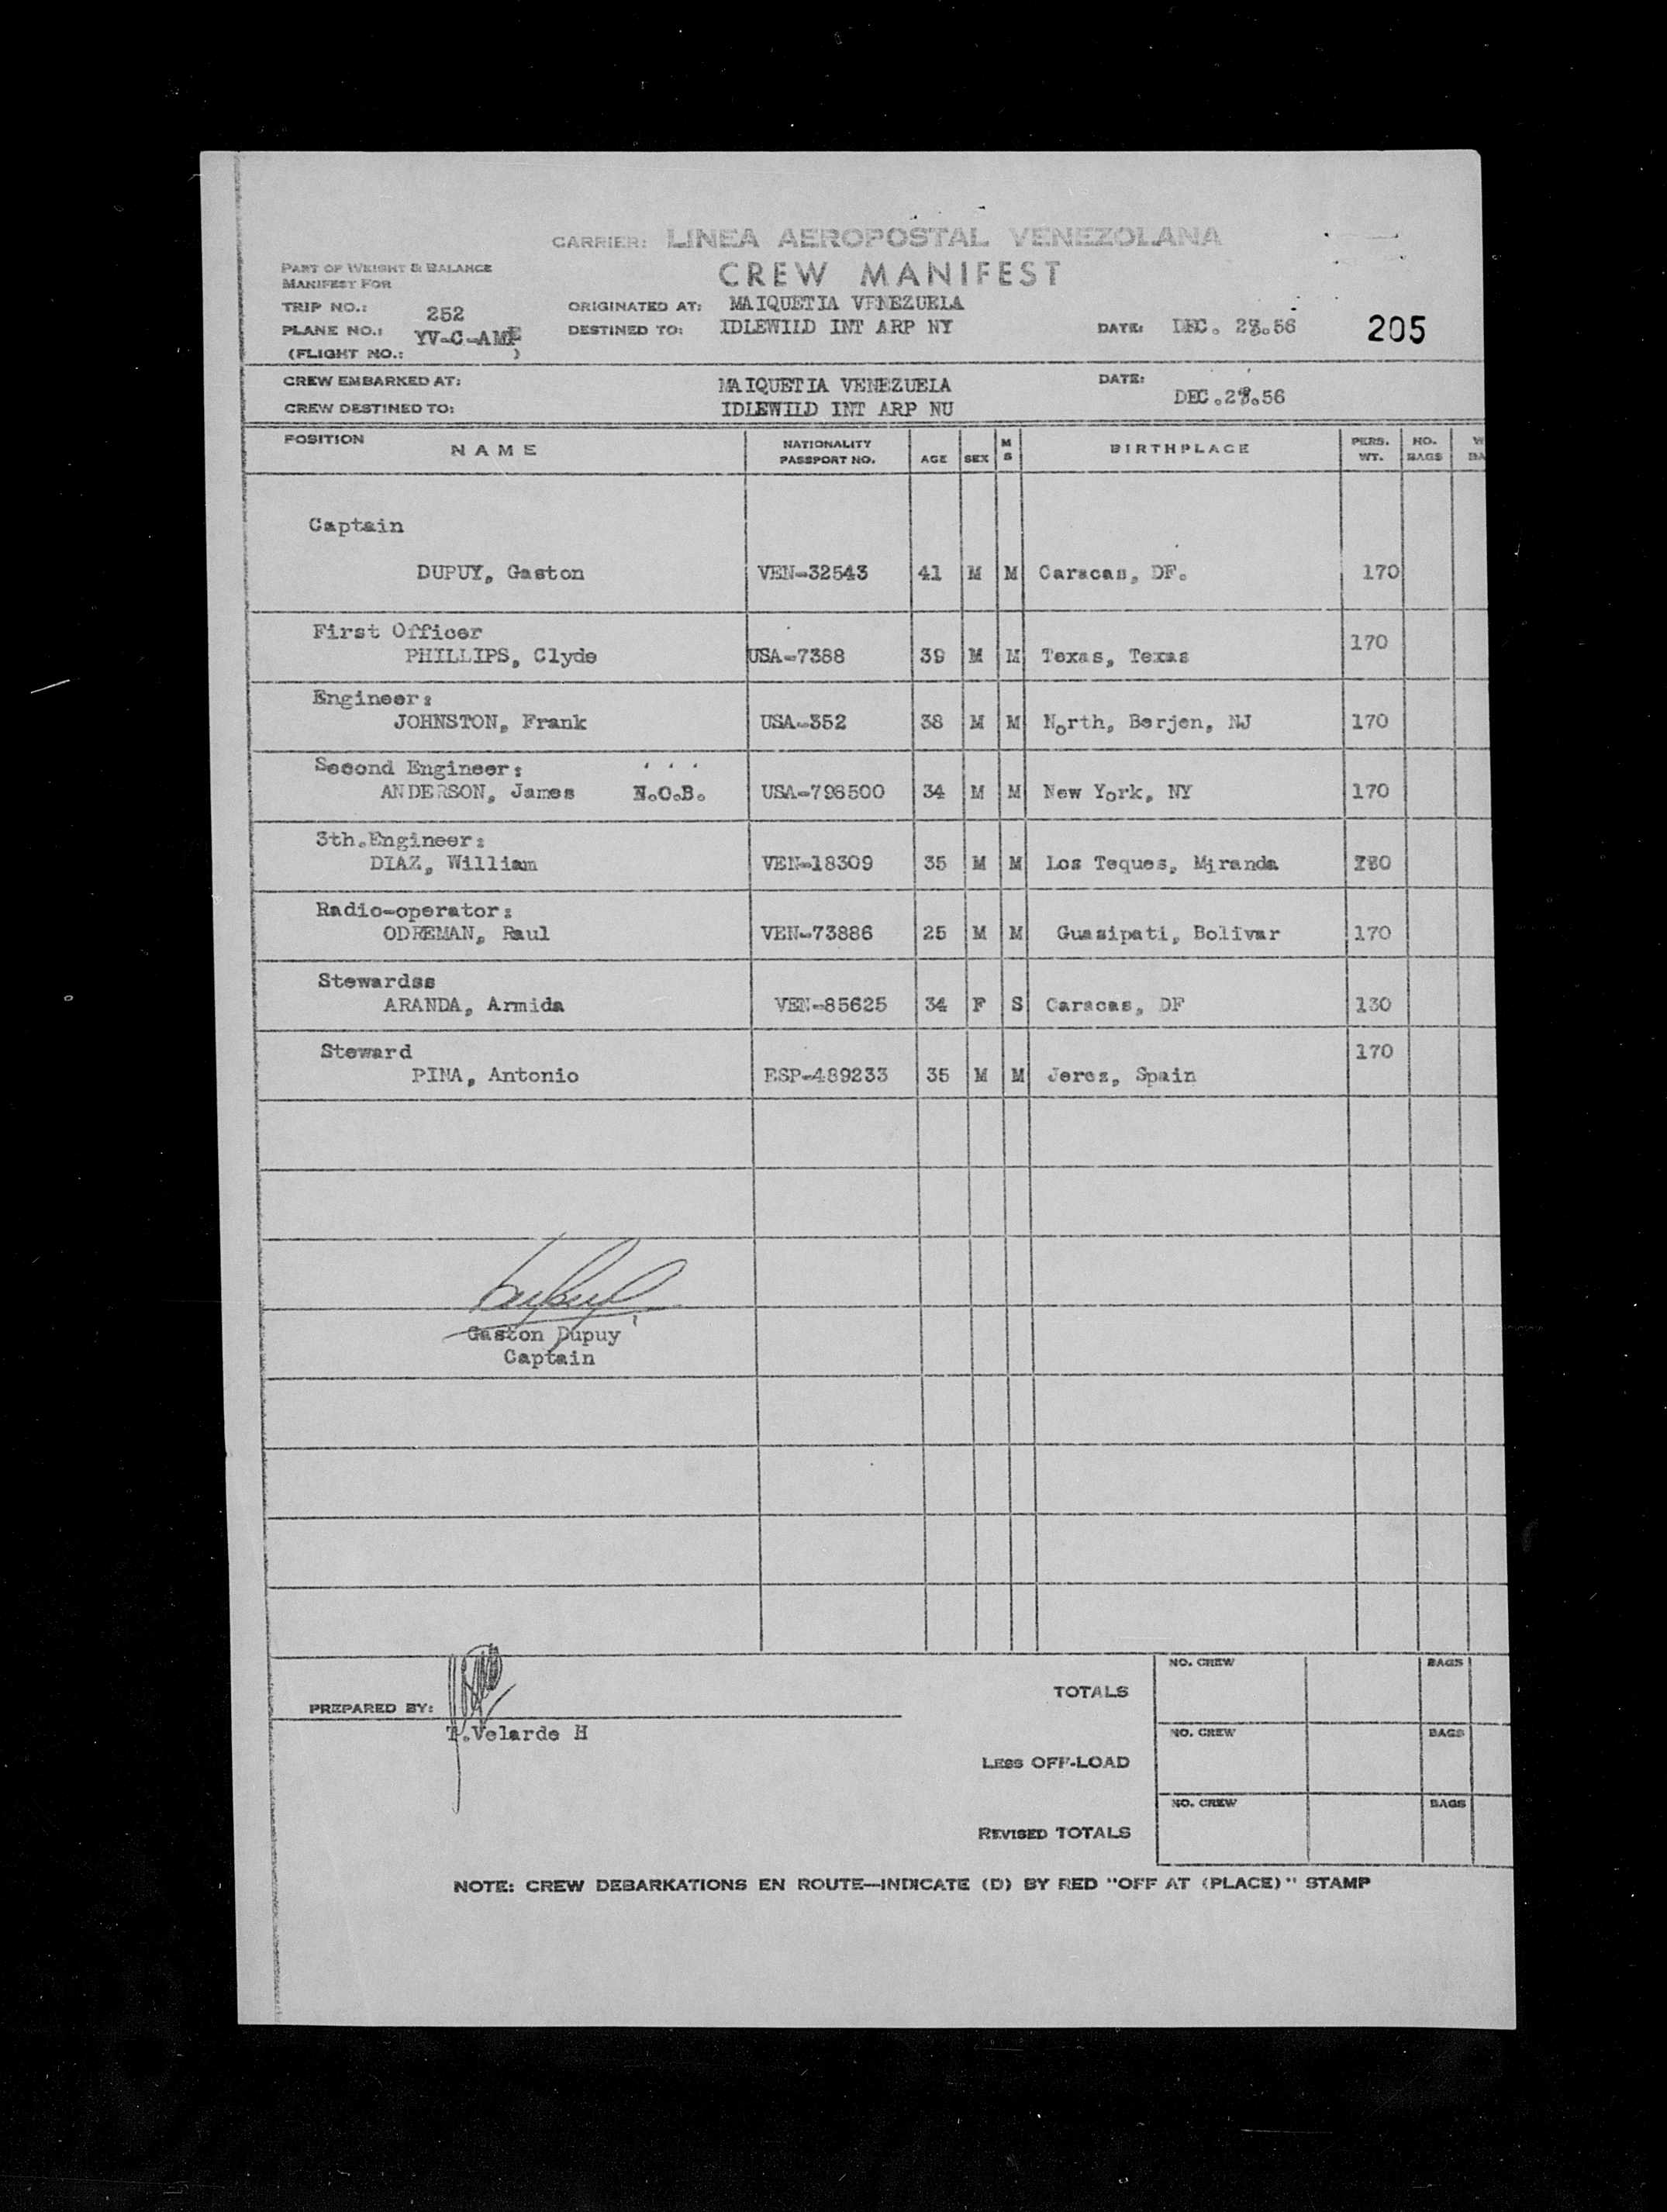 CARRIER: LINEA AEROPOSTAL VENEZOLANA
PART OF WEIGHT & BALANCE
MANIFEST FOR
CREW MANIFEST
TRIP NO.: 252 ORIGINATED AT: MAIQUETIA VENEZUELA
PLANE NO.: YV-C-AM DESTINED TO: IDLEWILD INT ARP NY DATE: DEC. 56 205
(FLIGHT NO.: )
CREW EMBARKED AT: MAIQUETIA VENEZUELA DATE: DEC. 56
CREW DESTINED TO: IDLEWILD INT ARP NU
POSITION NAME NATIONALITY PASSPORT NO. AGE SEX M S BIRTHPLACE PERS. WT. NO. BAGS W BA
Captain
DUPUY, Gaston VEN-32543 41 M M Caracas, DF. 170
First Officer
PHILLIPS, Clyde USA-7388 39 M M Texas, Texas 170
Engineer:
JOHNSTON, Frank USA-352 38 M M North, Berjen, NJ 170
Second Engineer:
ANDERSON, James N.O.B. USA-798500 34 M M New York, NY 170
3th.Engineer:
DIAZ, William VEN-18309 35 M M Los Teques, Miranda
Radio-operator:
ODREMAN, Raul VEN-73886 25 M M Guasipati, Bolivar 170
Stewardss
ARANDA, Armida VEN-85625 34 F S Caracas, DF 130
Steward
PINA, Antonio ESP-489233 35 M M Jerez, Spain 170
Gaston Dupuy
Captain
PREPARED BY:
T.Velarde H
TOTALS NO. CREW BAGS
LESS OFF-LOAD NO. CREW BAGS
REVISED TOTALS NO. CREW BAGS
NOTE: CREW DEBARKATIONS EN ROUTE—INDICATE (D) BY RED "OFF AT (PLACE)" STAMP